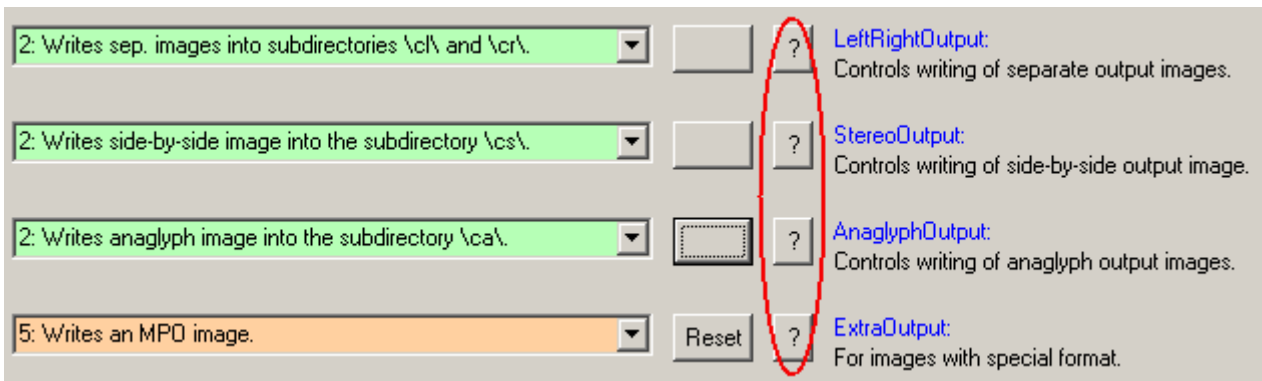 2: Writes sep. images into subdirectories \cl\ and \cr\.
?
LeftRightOutput:
Controls writing of separate output images.
2: Writes side-by-side image into the subdirectory \cs\.
?
StereoOutput:
Controls writing of side-by-side output image.
2: Writes anaglyph image into the subdirectory \ca\.
?
AnaglyphOutput:
Controls writing of anaglyph output images.
5: Writes an MPO image.
Reset
?
ExtraOutput:
For images with special format.